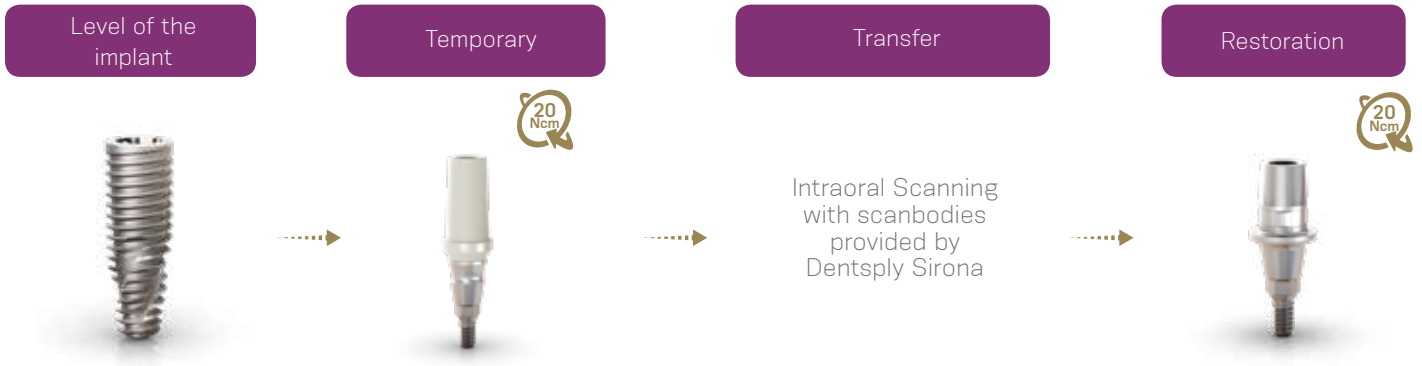 Level of the
implant
Temporary
Transfer
Restoration
20
Ncm
20
Ncm
Intraoral Scanning
with scanbodies
provided by
Dentsply Sirona